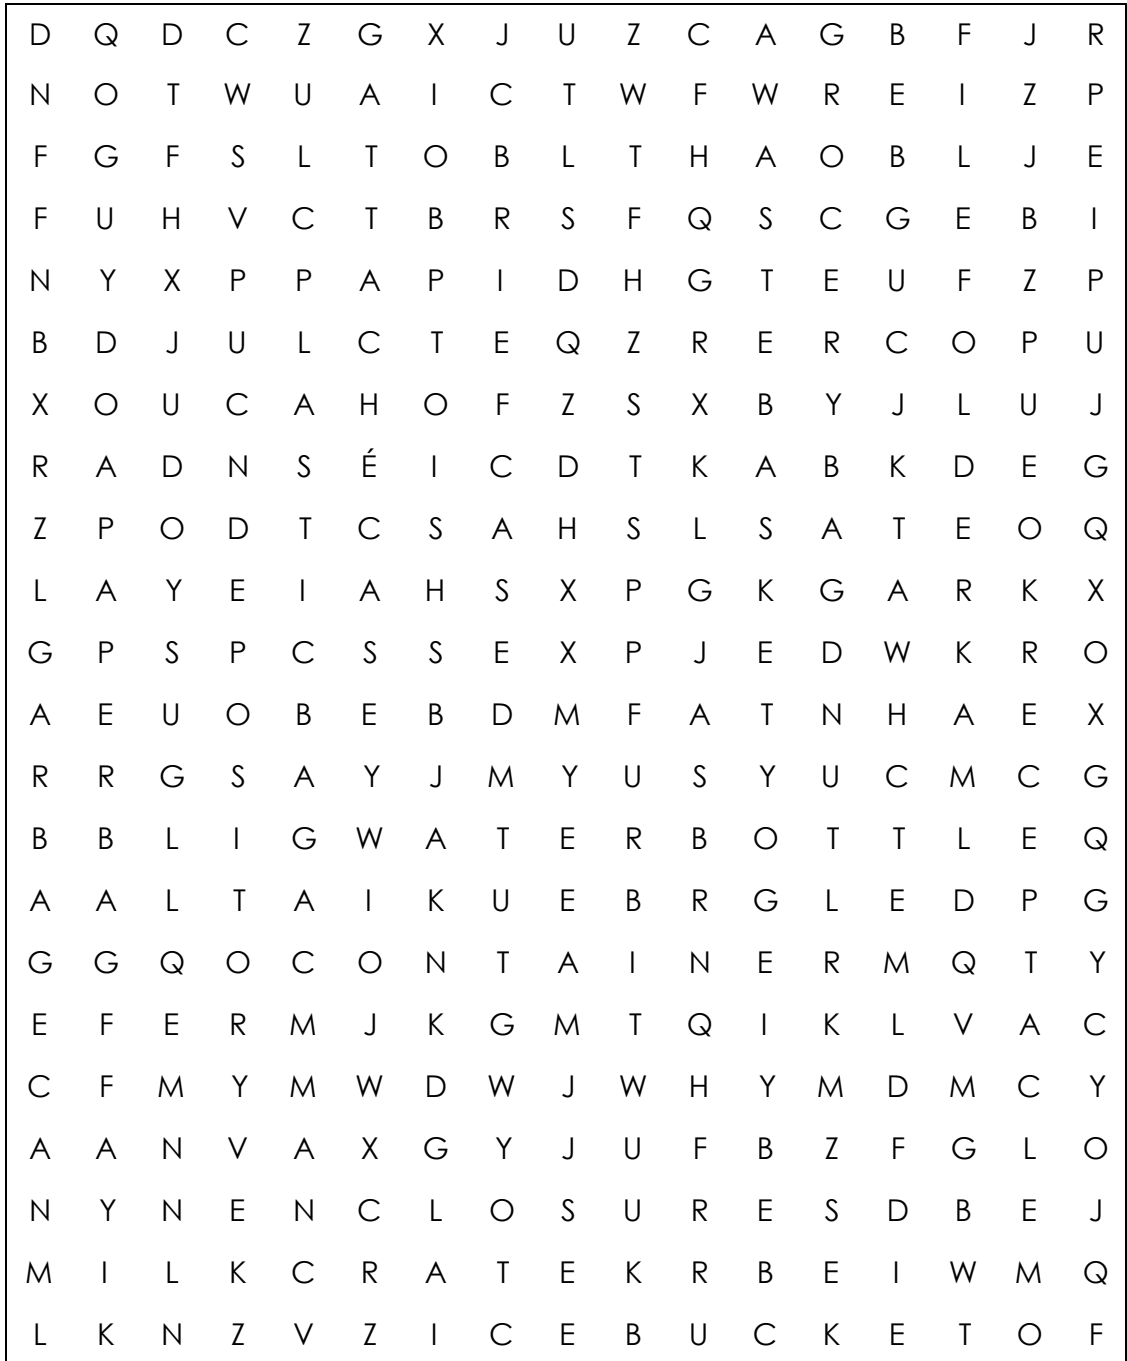 D Q D C Z G X J U Z C A G B F J R
N O T W U A I C T W F W R E I Z P
F G F S L T O B L T H A O B L J E
F U H V C T B R S F Q S C G E B I
N Y X P P A P I D H G T E U F Z P
B D J U L C T E Q Z R E R C O P U
X O U C A H O F Z S X B Y J L U J
R A D N S É I C D T K A B K D E G
Z P O D T C S A H S L S A T E O Q
L A Y E I A H S X P G K G A R K X
G P S P C S S E X P J E D W K R O
A E U O B E B D M F A T N H A E X
R R G S A Y J M Y U S Y U C M C G
B B L I G W A T E R B O T T L E Q
A A L T A I K U E B R G L E D P G
G G Q O C O N T A I N E R M Q T Y
E F E R M J K G M T Q I K L V A C
C F M Y M W D W J W H Y M D M C Y
A A N V A X G Y J U F B Z F G L O
N Y N E N C L O S U R E S D B E J
M I L K C R A T E K R B E I W M Q
L K N Z V Z I C E B U C K E T O F